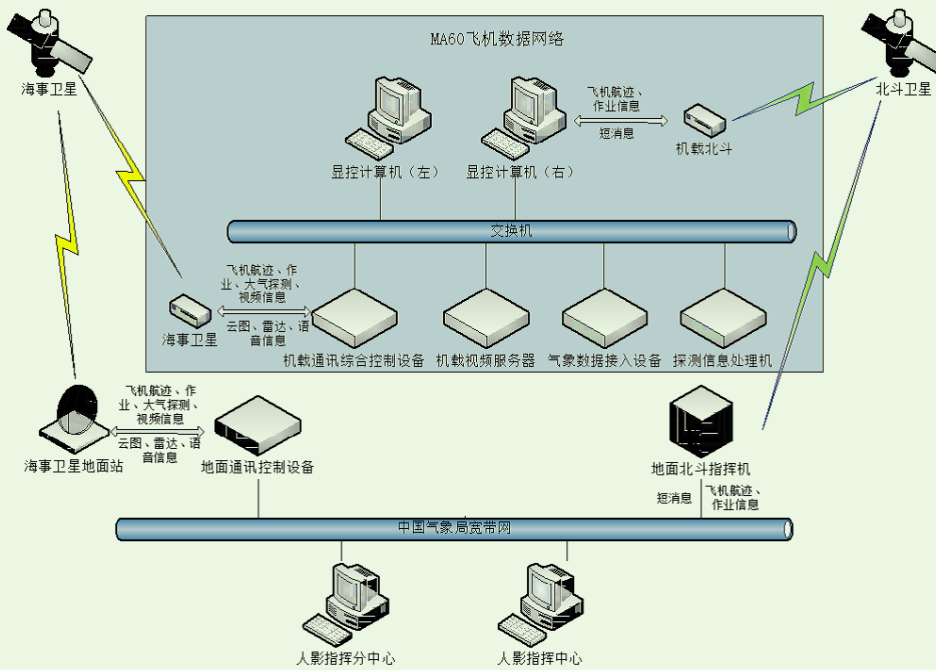 MA60飞机数据网络
海事卫星
北斗卫星
飞机航迹、
作业信息
短消息
机载北斗
显控计算机（左）
显控计算机（右）
交换机
飞机航迹、作
业、大气探测、
视频信息
云图、雷达、语
音信息
海事卫星
机载通讯综合控制设备
机载视频服务器
气象数据接入设备
探测信息处理机
飞机航迹、作
业、大气探测、
视频信息
云图、雷达、语
音信息
海事卫星地面站
地面通讯控制设备
地面北斗指挥机
短消息
飞机航迹、
作业信息
中国气象局宽带网
人影指挥分中心
人影指挥中心